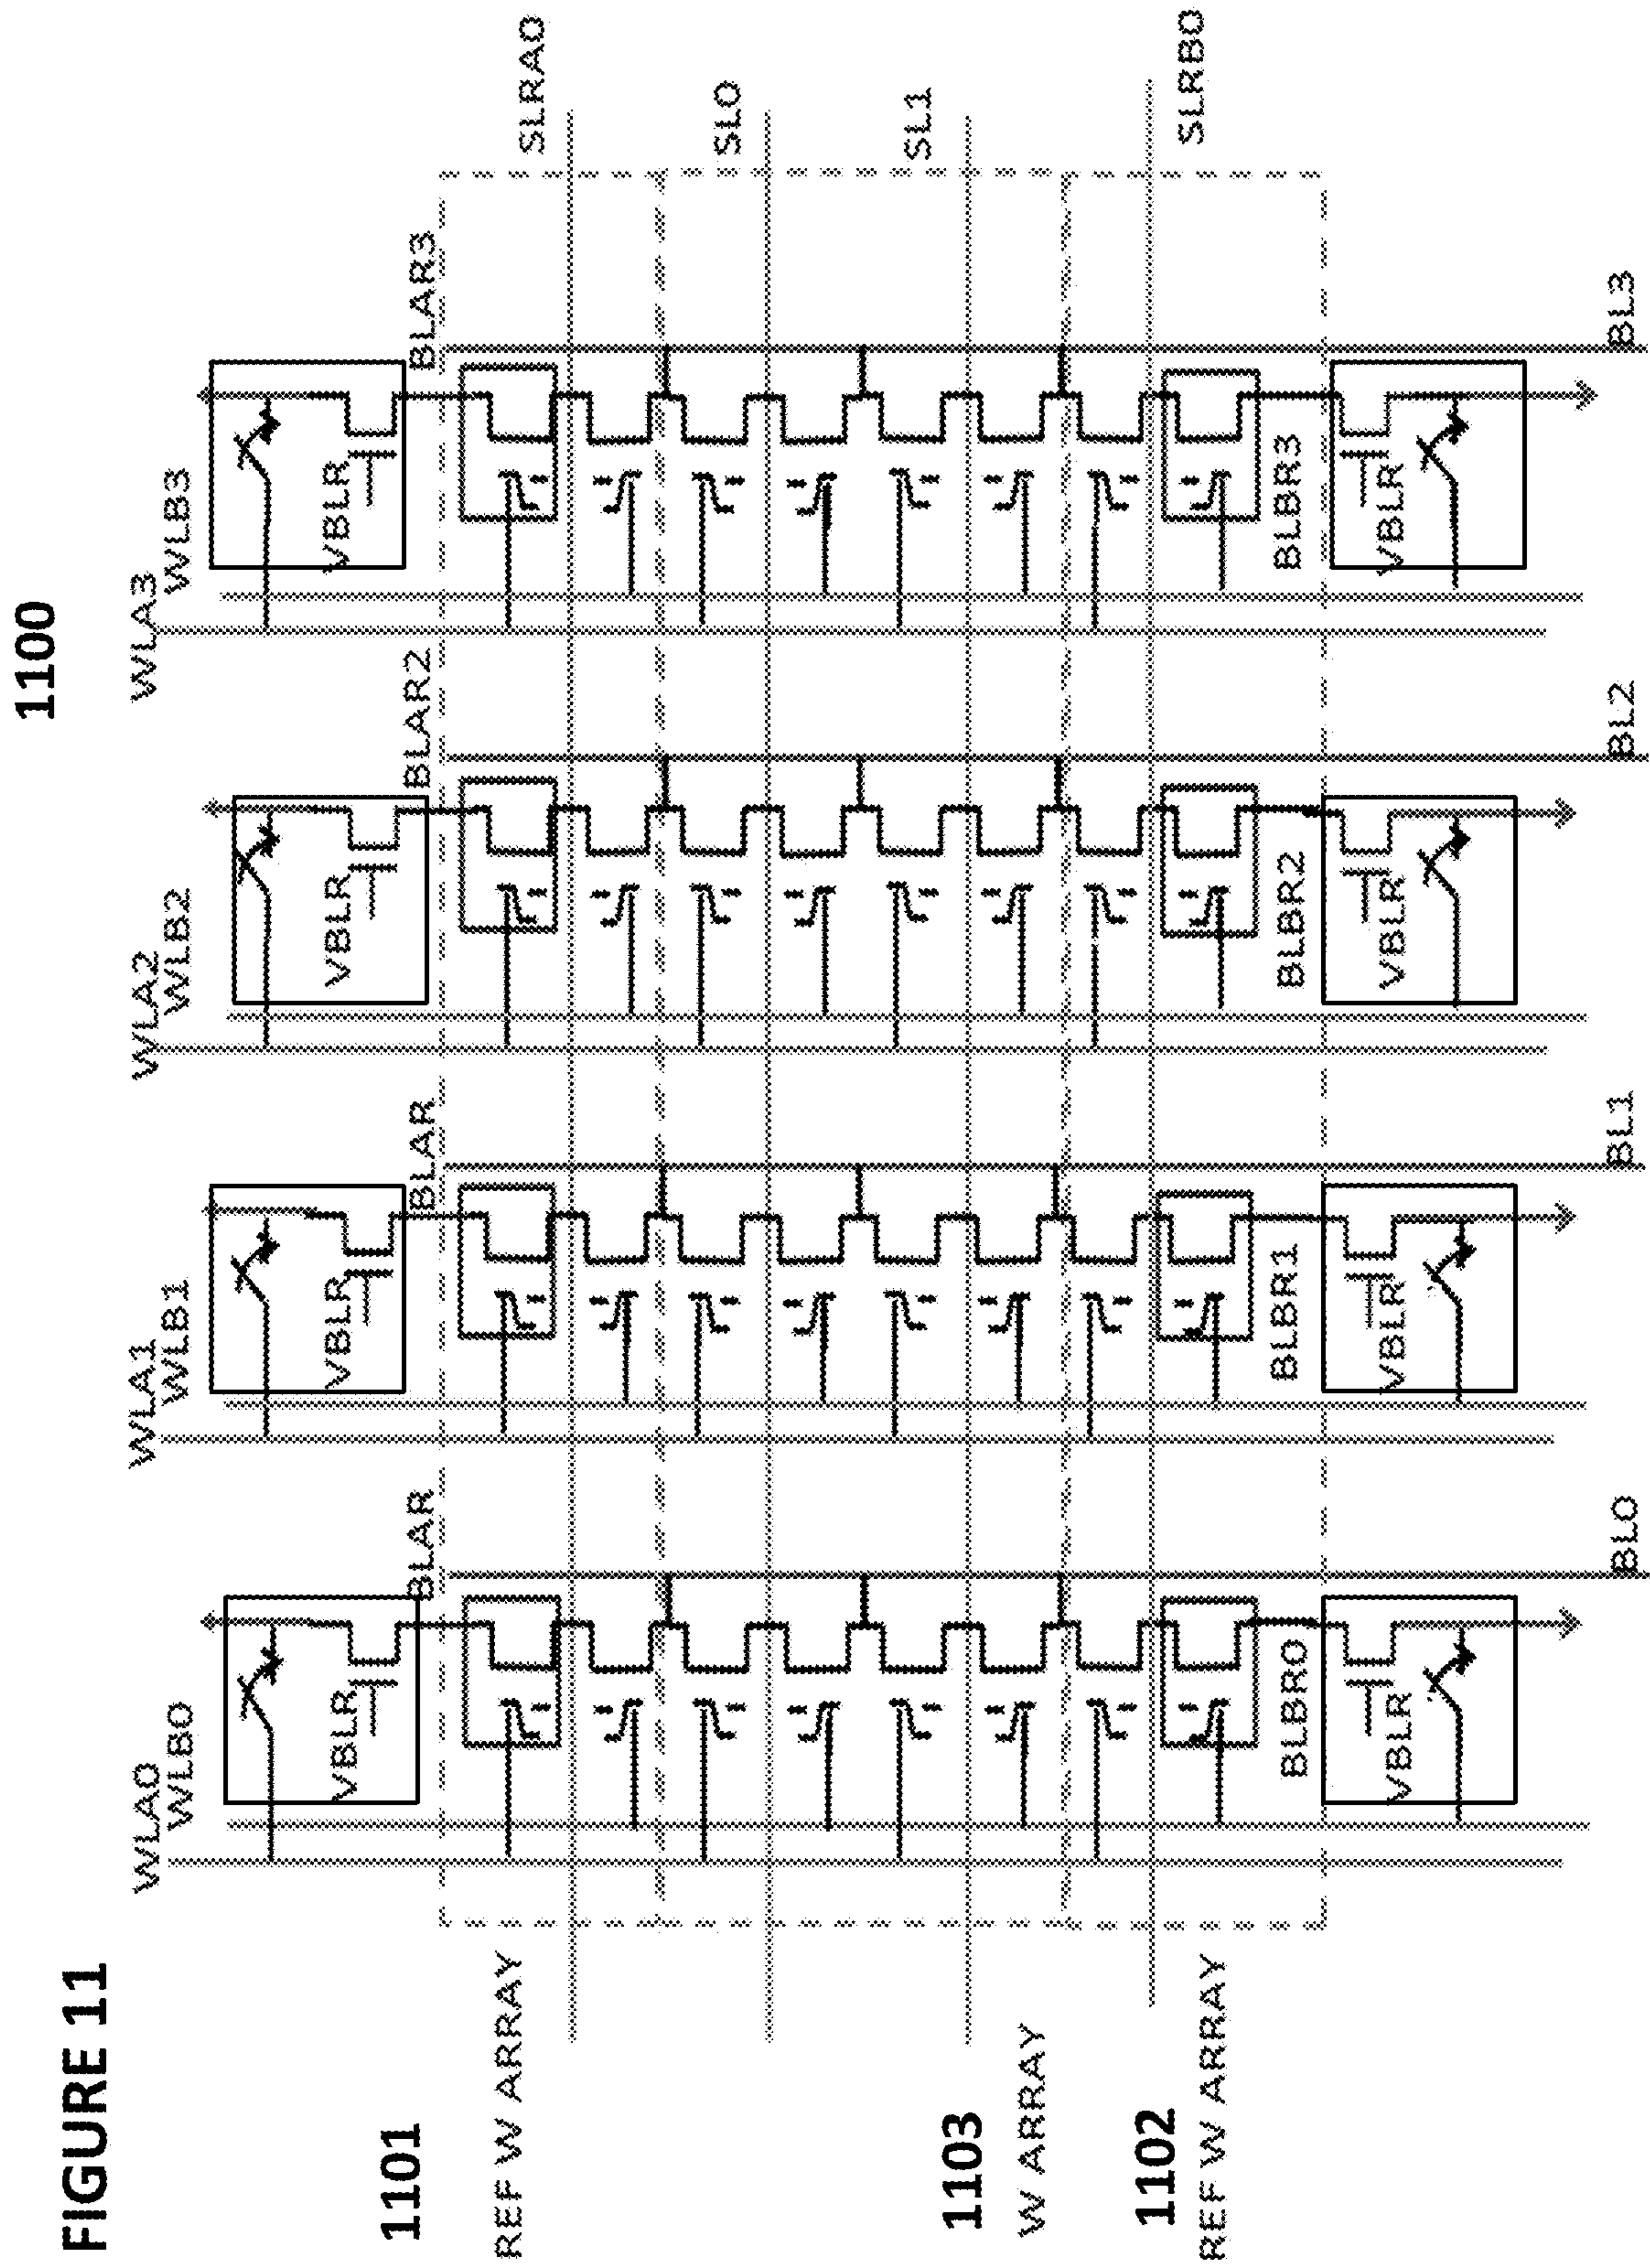 1100
FIGURE 11
WLA0
WLA1
WLA2
WLA3
WLB0
WLB1
WLB2
WLB3
VBLR
VBLR
VBLR
VBLR
1101
BLAR
BLAR
BLAR2
BLAR3
REF W ARRAY
SLRA0
SL0
SL1
1103
W ARRAY
1102
REF W ARRAY
SLRB0
BLBR0
BLBR1
BLBR2
BLBR3
VBLR
VBLR
VBLR
VBLR
BL0
BL1
BL2
BL3